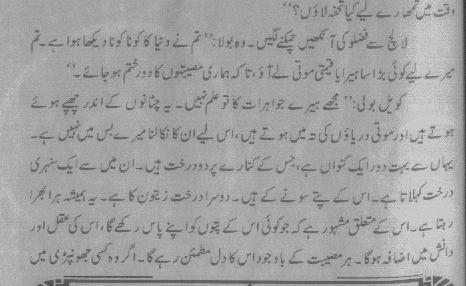 وقت میں تمھارے لیے کیا تحفہ لاؤں؟‘‘
لالچ سے فضلو کی آنکھیں چمکنے لگیں۔ وہ بولا: ’’تم نے دنیا کا کونا کونا دیکھا ہوا ہے۔ تم
میرے لیے کوئی بڑا سا ہیرا یا قیمتی موتی لے آؤ، تا کہ ہماری مصیبتوں کا دور ختم ہو جائے۔‘‘
کویل بولی: ’’مجھے ہیرے جواہرات کا تو علم نہیں۔ یہ چٹانوں کے اندر چھپے ہوئے
ہوتے ہیں اور موتی دریاؤں کی تہ میں ہوتے ہیں، اس لیے ان کا نکالنا میرے بس میں نہیں ہے۔
یہاں سے بہت دور ایک کنواں ہے، جس کے کنارے پر دو درخت ہیں۔ ان میں سے ایک سنہری
درخت کہلاتا ہے۔ اس کے پتے سونے کے ہیں۔ دوسرا درخت زیتون کا ہے۔ یہ ہمیشہ ہرا بھرا
رہتا ہے۔ اس کے متعلق مشہور ہے کہ جو کوئی اس کے پتوں کو اپنے پاس رکھے گا، اس کی عقل اور
دانش میں اضافہ ہوگا۔ ہر مصیبت کے باوجود اس کا دل مطمئن رہے گا۔ اگر وہ کسی جھونپڑی میں